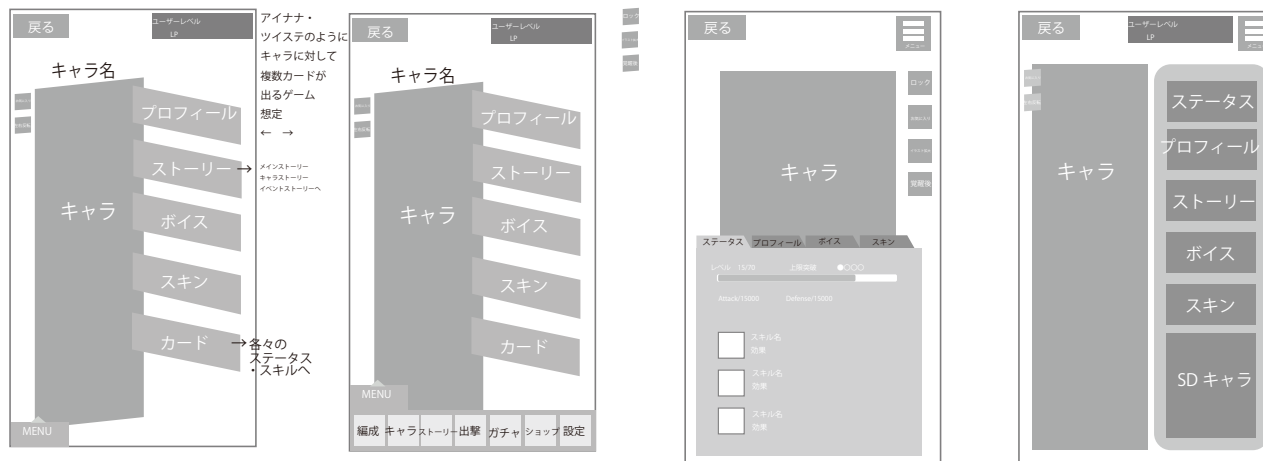 戻る
ユーザーレベル
LP
キャラ名
プロフィール
ストーリー
ボイス
スキン
カード
キャラ
MENU
アイナナ・
ツイステのように
キャラに対して
複数カードが
出るゲーム
想定
← →
→
メインストーリー
キャラストーリー
イベントストーリーへ
→各々の
ステータス
・スキルへ
戻る
ユーザーレベル
LP
キャラ名
プロフィール
ストーリー
ボイス
スキン
カード
キャラ
MENU
編成
キャラ
ストーリー
出撃
ガチャ
ショップ
設定
ロック
覚醒後
戻る
メニュー
ロック
覚醒後
キャラ
ステータス
プロフィール
ボイス
スキン
レベル 15/70
上限突破 ●○○○
Attack/15000
Defense/15000
スキル名
効果
スキル名
効果
スキル名
効果
戻る
ユーザーレベル
LP
メニュー
キャラ
ステータス
プロフィール
ストーリー
ボイス
スキン
SD キャラ